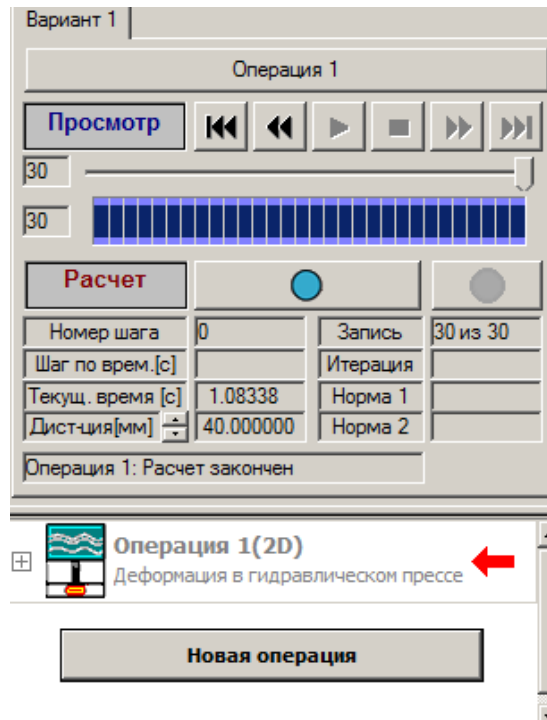 Вариант 1
Операция 1
Просмотр
30
30
Расчет
Номер шага 0 Запись 30 из 30
Шаг по врем.[с] Итерация
Текущ. время [с] 1.08338 Норма 1
Дист-ция[мм] 40.000000 Норма 2
Операция 1: Расчет закончен
Операция 1(2D)
Деформация в гидравлическом прессе
Новая операция